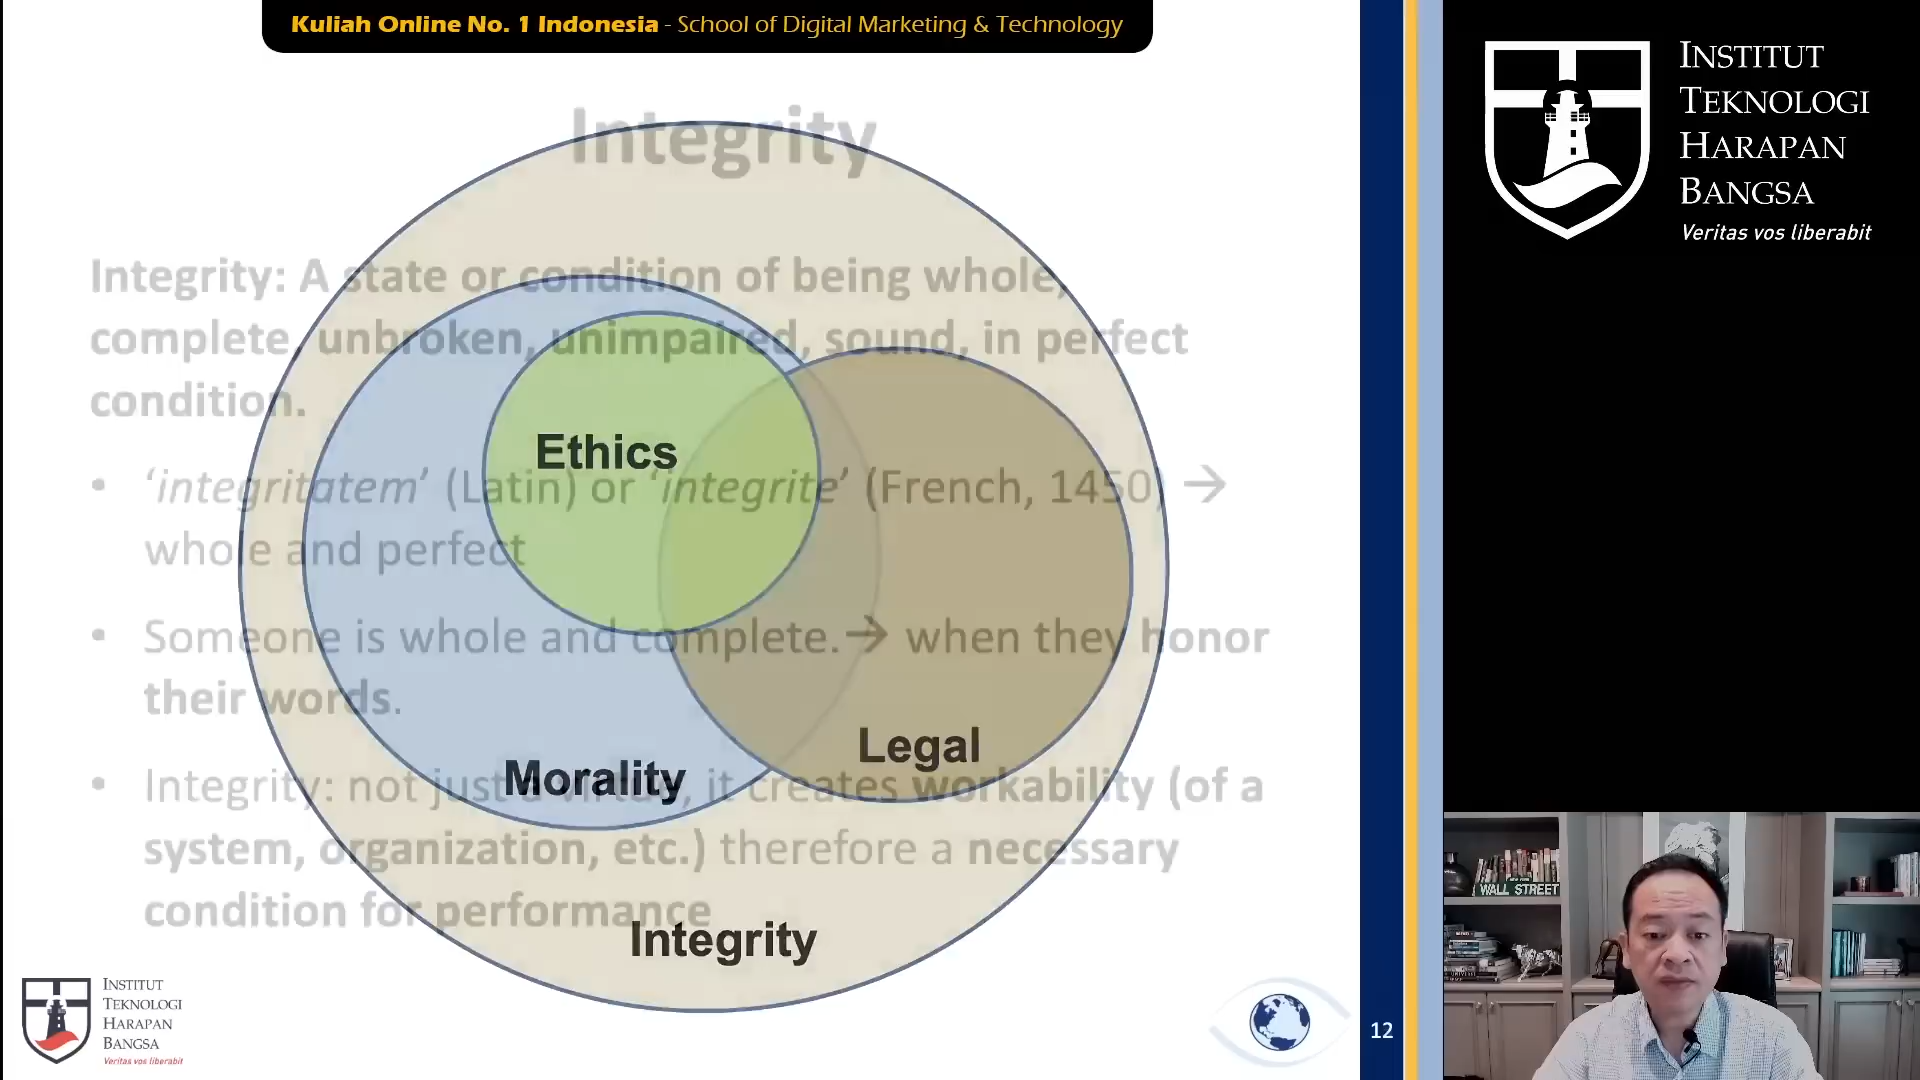 Kuliah Online No. 1 Indonesia - School of Digital Marketing & Technology
Integrity
Integrity: A state or condition of being whole,
complete, unbroken, unimpaired, sound, in perfect
condition.
• ‘integritatem’ (Latin) or ‘integrite’ (French, 1450) →
whole and perfect
• Someone is whole and complete. → when they honor
their words.
• Integrity: not just a virtue, it creates workability (of a
system, organization, etc.) therefore a necessary
condition for performance
Ethics
Morality
Legal
Integrity
INSTITUT
TEKNOLOGI
HARAPAN
BANGSA
Veritas vos liberabit
12
INSTITUT
TEKNOLOGI
HARAPAN
BANGSA
Veritas vos liberabit
WALL STREET